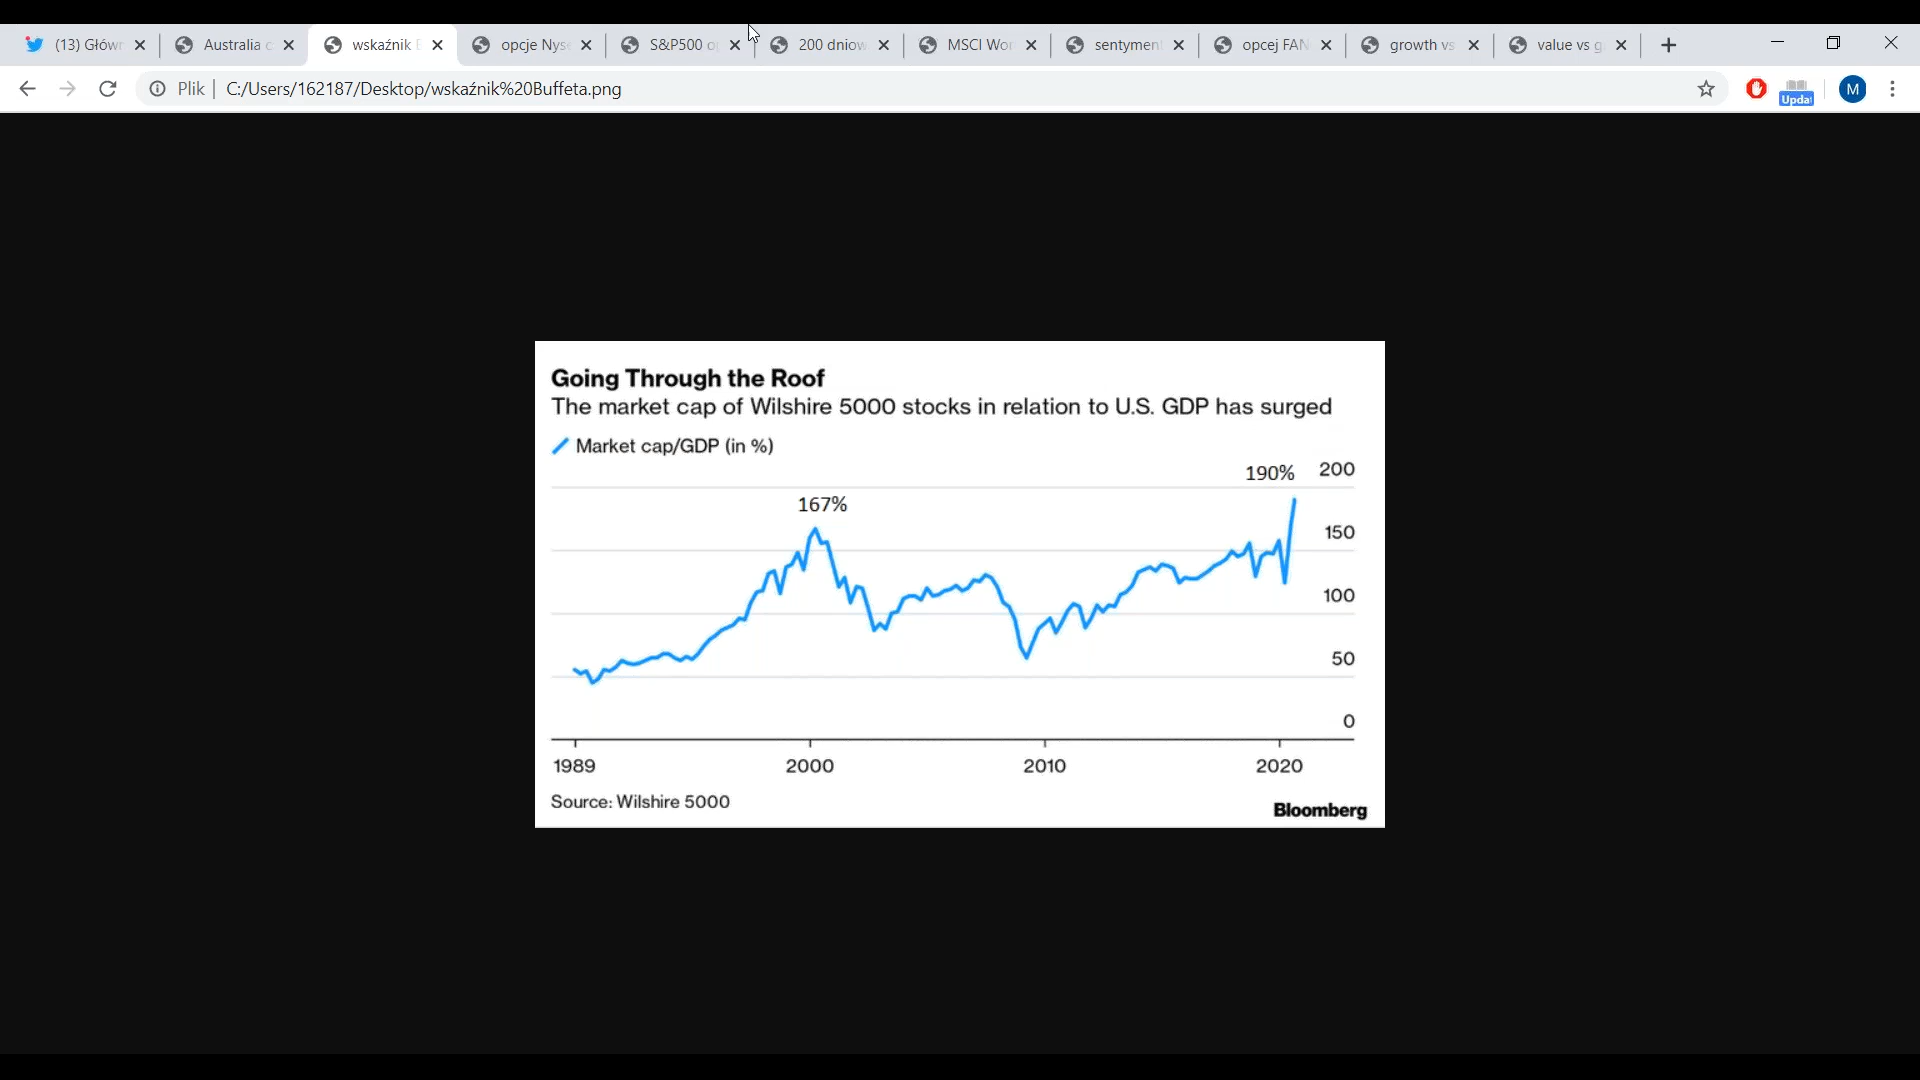 (13) Główn
Australia c
wskaźnik B
opcje Nyse
S&P500 o
200 dniow
MSCI Wor
sentymen
opcej FAN
growth vs
value vs g
Plik
C:/Users/162187/Desktop/wskaźnik%20Buffeta.png
Updat
M
Going Through the Roof
The market cap of Wilshire 5000 stocks in relation to U.S. GDP has surged
Market cap/GDP (in %)
190%
200
167%
150
100
50
0
1989
2000
2010
2020
Source: Wilshire 5000
Bloomberg